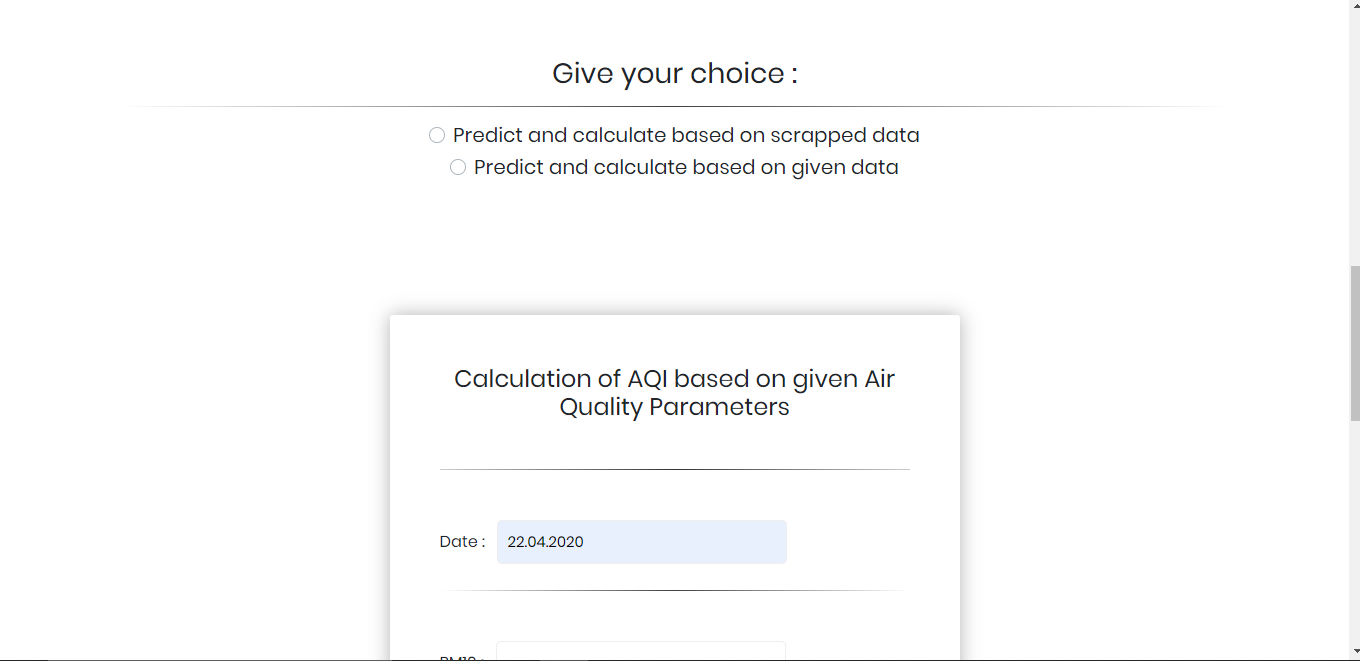 Give your choice :
Predict and calculate based on scrapped data
Predict and calculate based on given data
Calculation of AQI based on given Air
Quality Parameters
Date : 22.04.2020
PM10 :